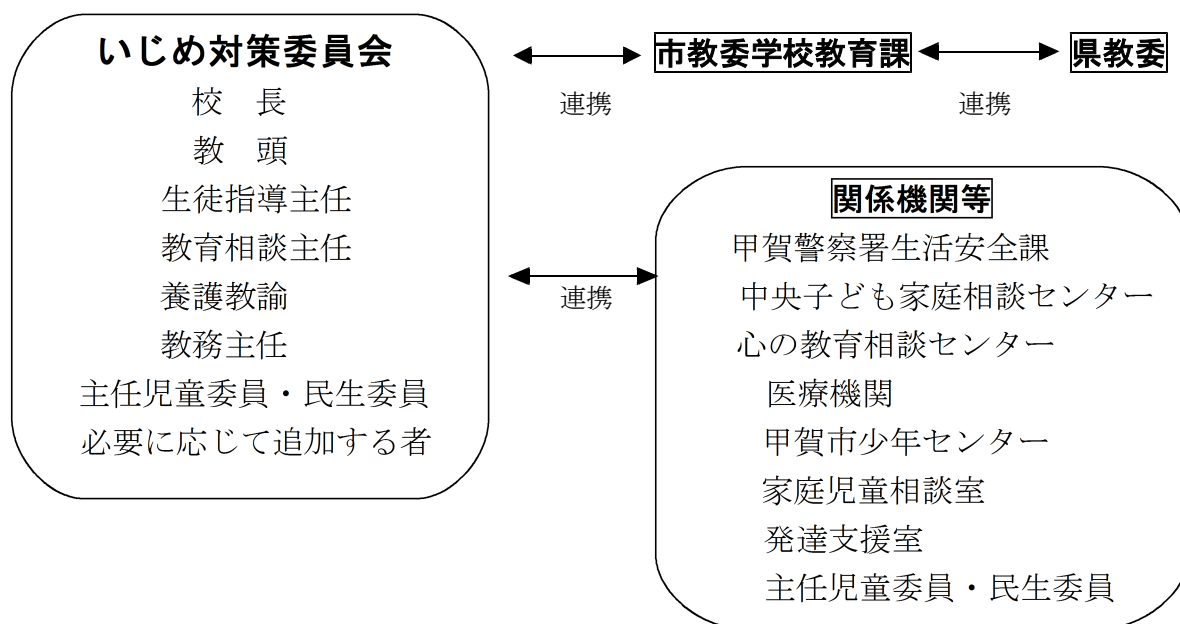 いじめ対策委員会
校　長
教　頭
生徒指導主任
教育相談主任
養護教諭
教務主任
主任児童委員・民生委員
必要に応じて追加する者
連携
市教委学校教育課
連携
県教委
連携
関係機関等
甲賀警察署生活安全課
中央子ども家庭相談センター
心の教育相談センター
医療機関
甲賀市少年センター
家庭児童相談室
発達支援室
主任児童委員・民生委員